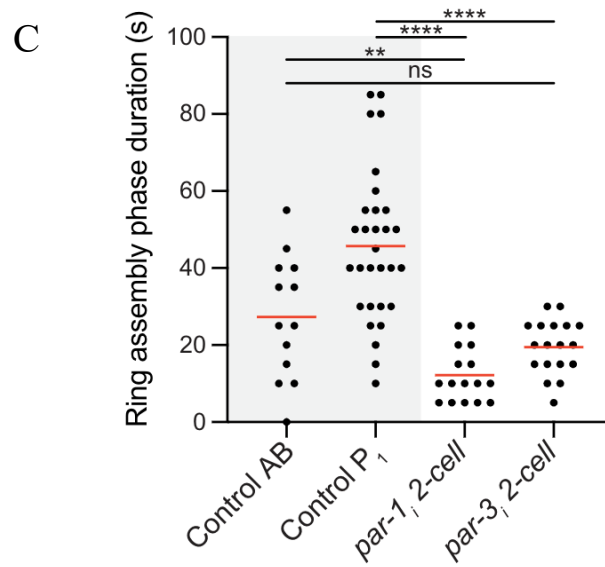 C
Ring assembly phase duration (s)
100
80
60
40
20
0
****
****
**
ns
Control AB
Control P₁
par-1ᵢ 2-cell
par-3ᵢ 2-cell